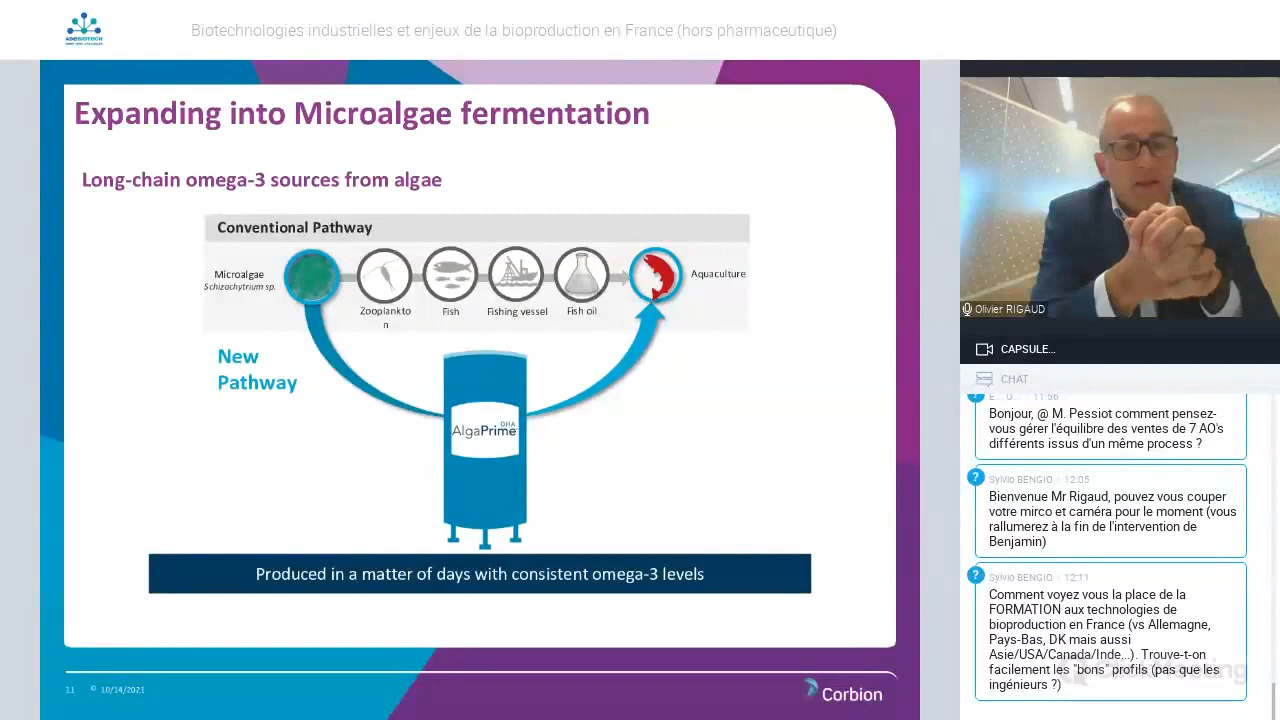 ADEBIOTECH
Biotechnologies industrielles et enjeux de la bioproduction en France (hors pharmaceutique)
Expanding into Microalgae fermentation
Long-chain omega-3 sources from algae
Conventional Pathway
Microalgae
Schizochytrium sp.
Zooplankto
n
Fish
Fishing vessel
Fish oil
Aquaculture
New
Pathway
DHA
AlgaPrime
Produced in a matter of days with consistent omega-3 levels
11 © 10/14/2021
Corbion
Olivier RIGAUD
CAPSULE...
CHAT
11:56
Bonjour, @ M. Pessiot comment pensez-
vous gérer l'équilibre des ventes de 7 AO's
différents issus d'un même process ?
Sylvio BENGIO 12:05
Bienvenue Mr Rigaud, pouvez vous couper
votre mirco et caméra pour le moment (vous
rallumerez à la fin de l'intervention de
Benjamin)
Sylvio BENGIO 12:11
Comment voyez vous la place de la
FORMATION aux technologies de
bioproduction en France (vs Allemagne,
Pays-Bas, DK mais aussi
Asie/USA/Canada/Inde...). Trouve-t-on
facilement les "bons" profils (pas que les
ingénieurs ?)